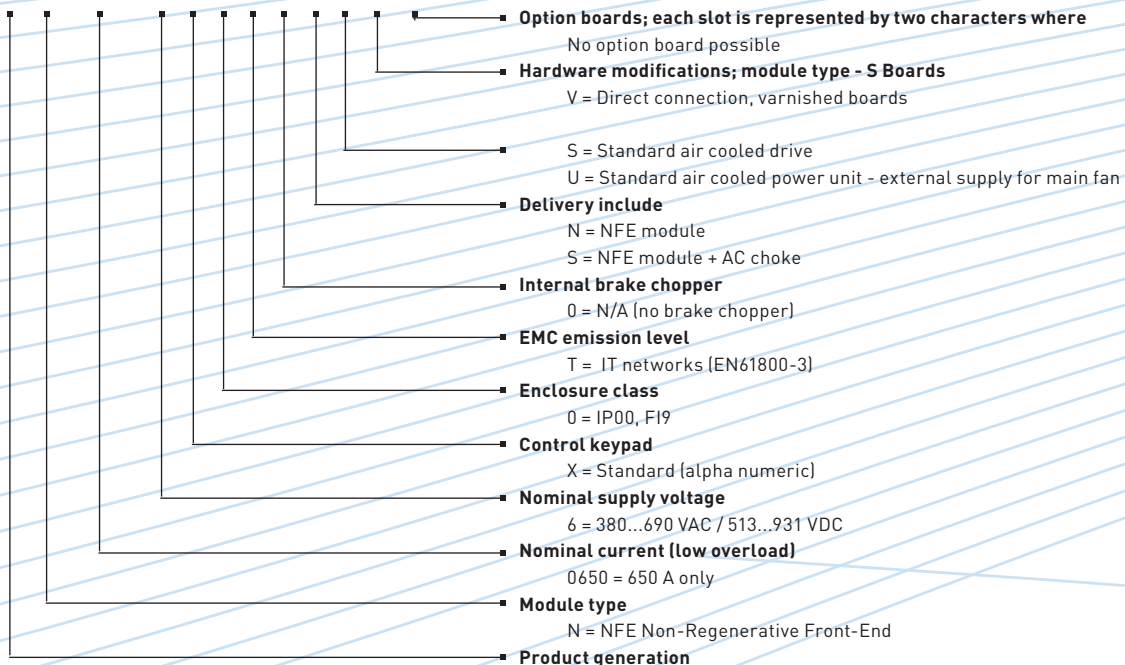 Option boards; each slot is represented by two characters where
No option board possible
Hardware modifications; module type - S Boards
V = Direct connection, varnished boards
S = Standard air cooled drive
U = Standard air cooled power unit - external supply for main fan
Delivery include
N = NFE module
S = NFE module + AC choke
Internal brake chopper
0 = N/A (no brake chopper)
EMC emission level
T = IT networks (EN61800-3)
Enclosure class
0 = IP00, FI9
Control keypad
X = Standard (alpha numeric)
Nominal supply voltage
6 = 380...690 VAC / 513...931 VDC
Nominal current (low overload)
0650 = 650 A only
Module type
N = NFE Non-Regenerative Front-End
Product generation